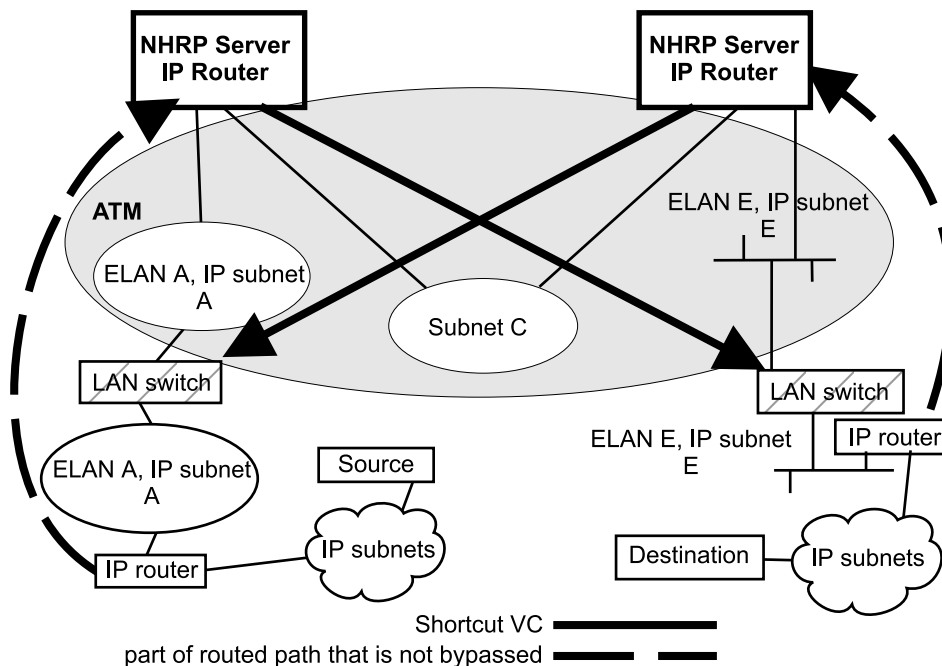 NHRP Server
IP Router
NHRP Server
IP Router
ATM
ELAN E, IP subnet
E
ELAN A, IP subnet
A
Subnet C
LAN switch
LAN switch
ELAN E, IP subnet
E
IP router
ELAN A, IP subnet
A
Source
IP subnets
IP router
Destination
IP subnets
Shortcut VC
part of routed path that is not bypassed